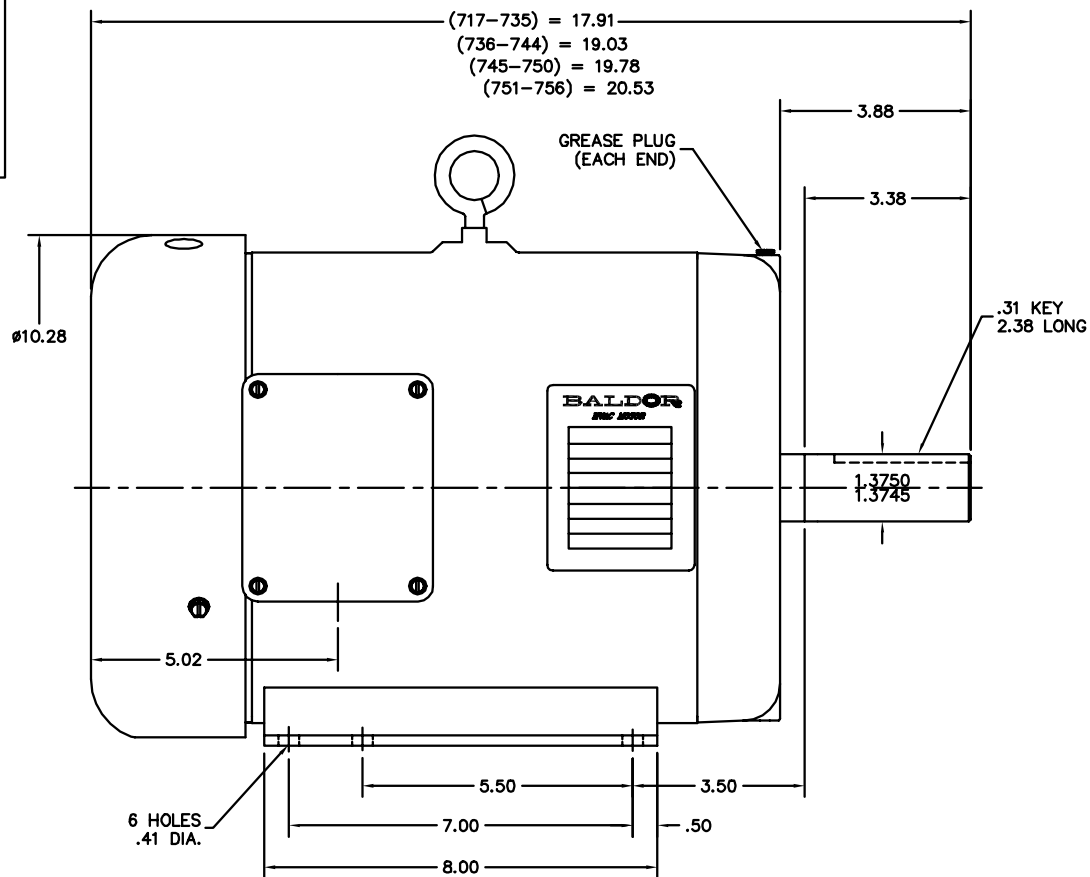 (717-735) = 17.91
(736-744) = 19.03
(745-750) = 19.78
(751-756) = 20.53
3.88
GREASE PLUG
(EACH END)
3.38
.31 KEY
2.38 LONG
ø10.28
BALDOR
HVAC MOTOR
1.3750
1.3745
5.02
5.50
3.50
6 HOLES
.41 DIA.
7.00
.50
8.00